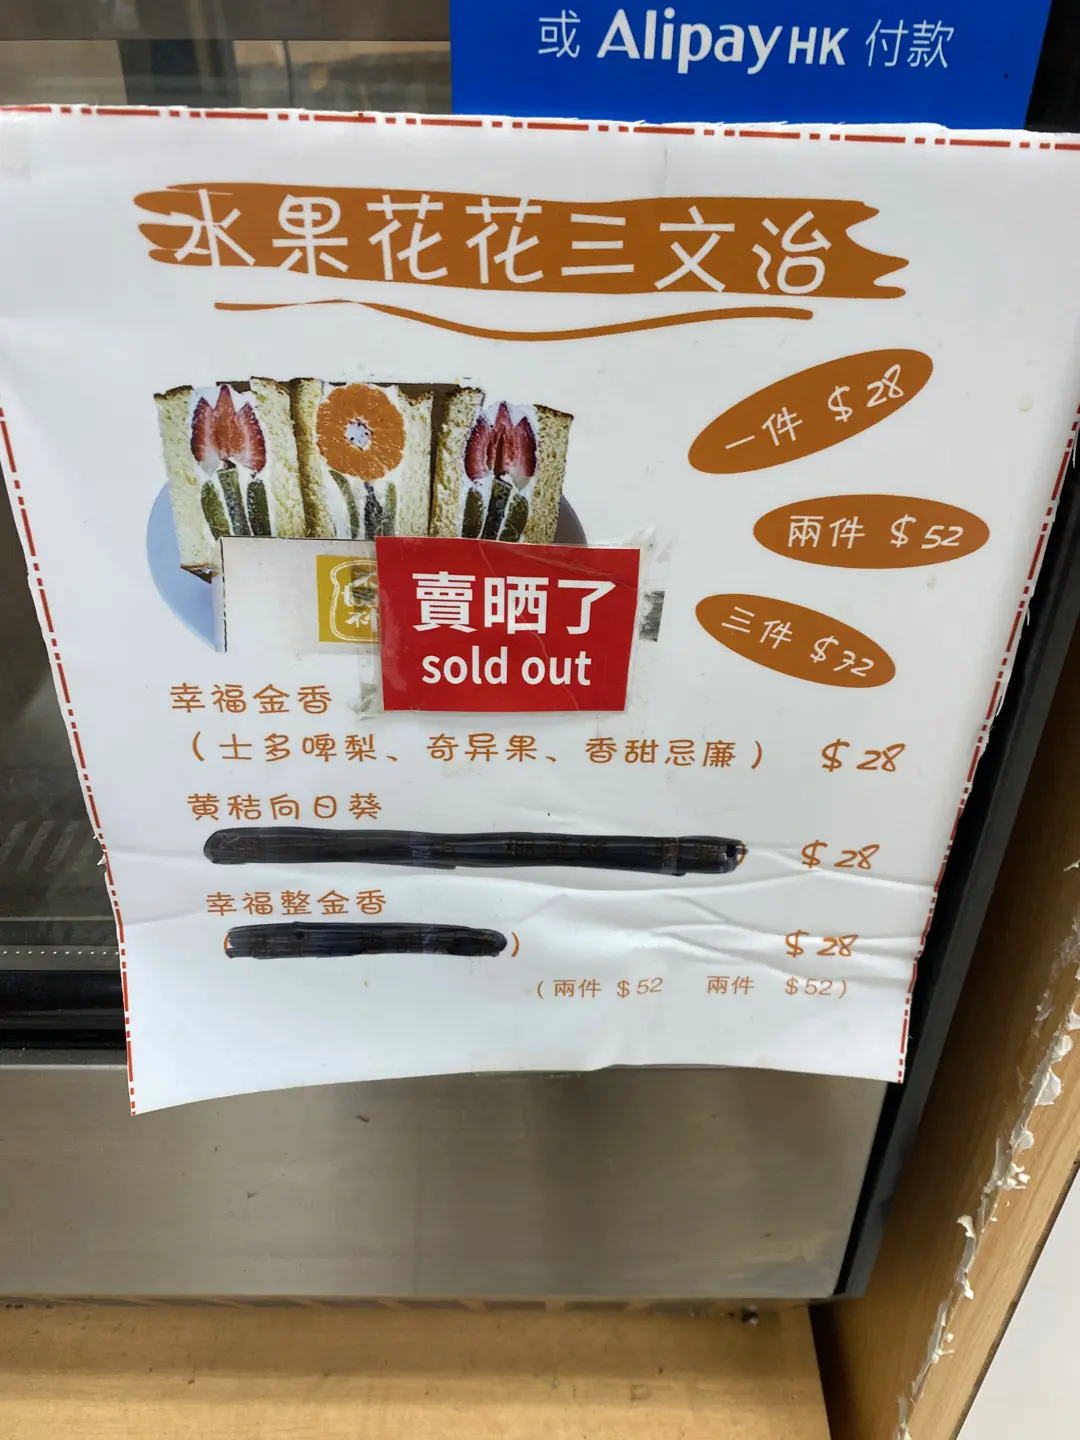 或 Alipay HK 付款
水果花花三文治
一件 $28
兩件 $52
三件 $72
賣晒了
sold out
幸福金香
（士多啤梨、奇异果、香甜忌廉） $28
黄秸向日葵
$28
幸福整金香
) $28
（兩件 $52 兩件 $52）